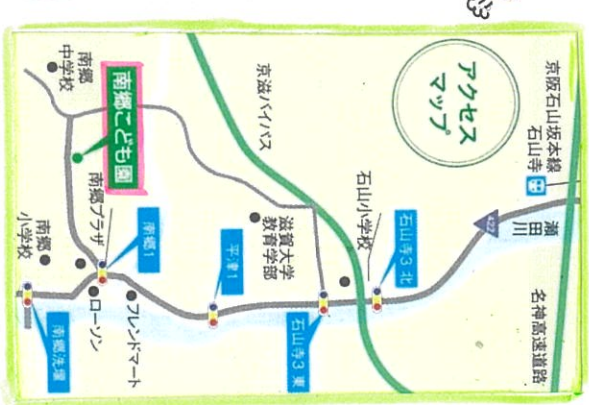 アクセス
マップ
京阪石山坂本線
石山寺
瀬田川
422
名神高速道路
京滋バイパス
石山小学校
石山寺3 北
石山寺3 東
滋賀大学
教育学部
平津1
南郷
中学校
南郷こども園
南郷プラザ
南郷1
フレンドマート
ローソン
南郷
小学校
南郷洗堰